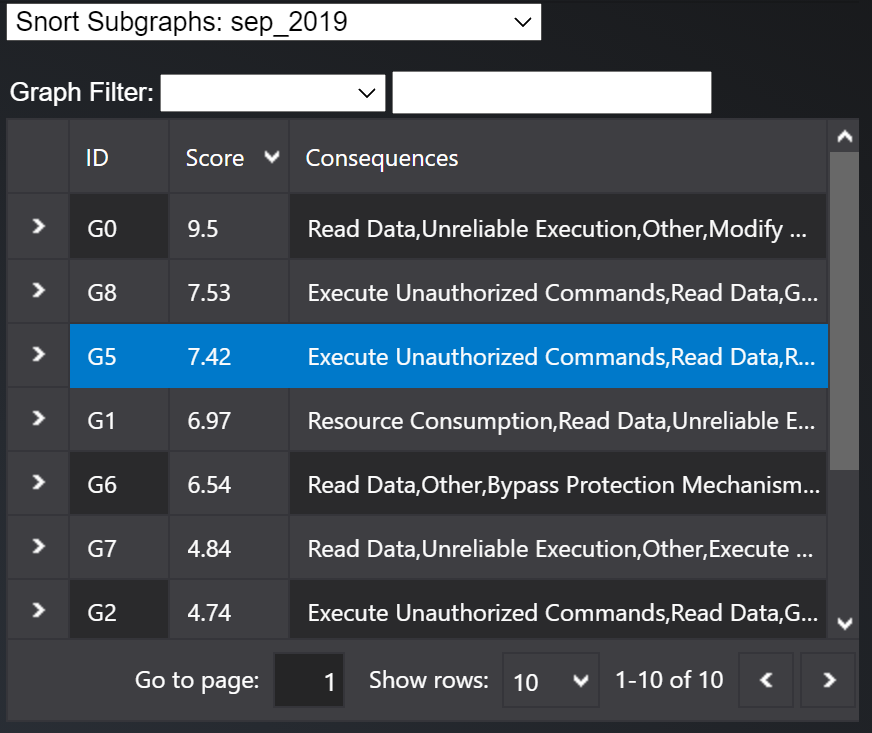 Snort Subgraphs: sep_2019
Graph Filter:
ID Score Consequences
G0 9.5 Read Data,Unreliable Execution,Other,Modify ...
G8 7.53 Execute Unauthorized Commands,Read Data,G...
G5 7.42 Execute Unauthorized Commands,Read Data,R...
G1 6.97 Resource Consumption,Read Data,Unreliable E...
G6 6.54 Read Data,Other,Bypass Protection Mechanism...
G7 4.84 Read Data,Unreliable Execution,Other,Execute ...
G2 4.74 Execute Unauthorized Commands,Read Data,G...
Go to page: 1 Show rows: 10 1-10 of 10